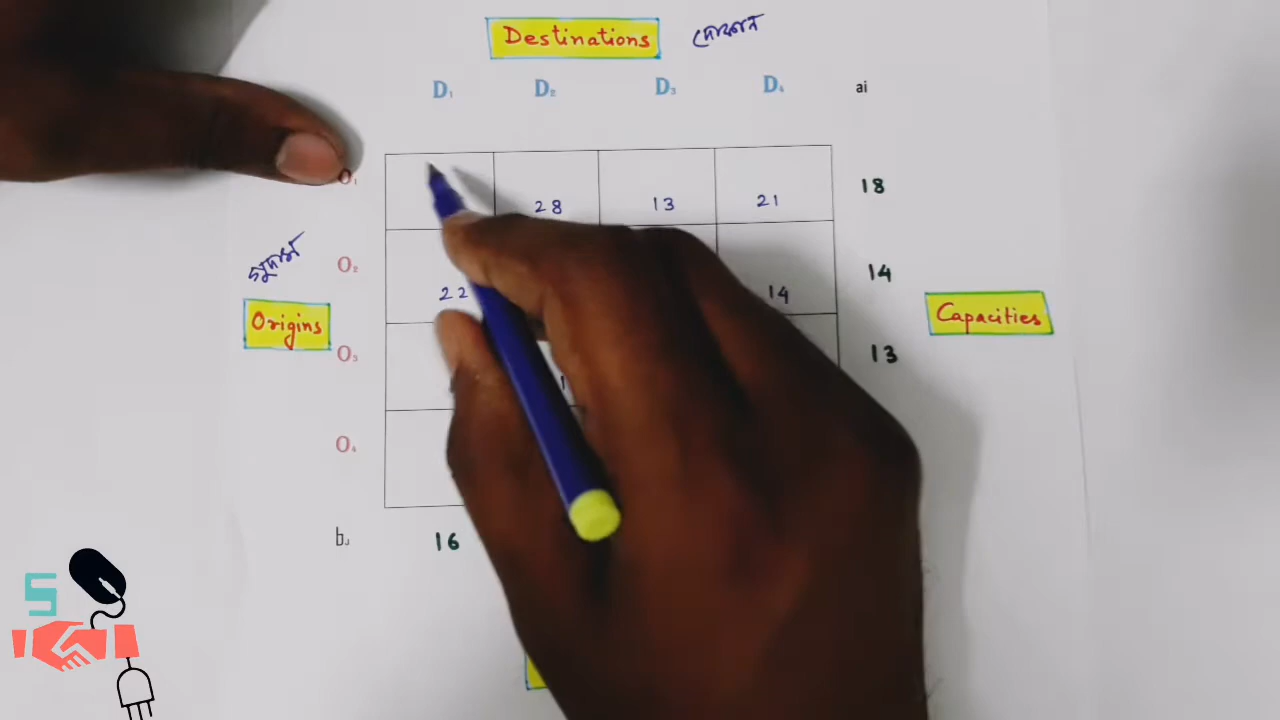 Destinations দোকান
D₁ D₂ D₃ D₄ ai
O₁ 28 13 21 18
O₂ 22 14 14
Origins
Capacities
O₃ 13
O₄
bⱼ 16
S